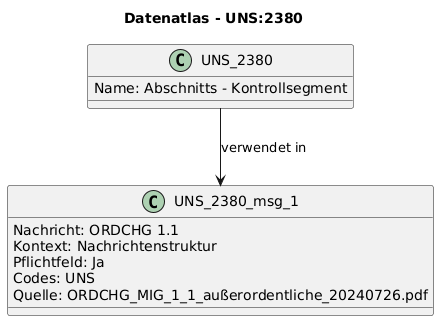 Datenatlas - UNS:2380
C UNS_2380
Name: Abschnitts - Kontrollsegment
verwendet in
C UNS_2380_msg_1
Nachricht: ORDCHG 1.1
Kontext: Nachrichtenstruktur
Pflichtfeld: Ja
Codes: UNS
Quelle: ORDCHG_MIG_1_1_außerordentliche_20240726.pdf